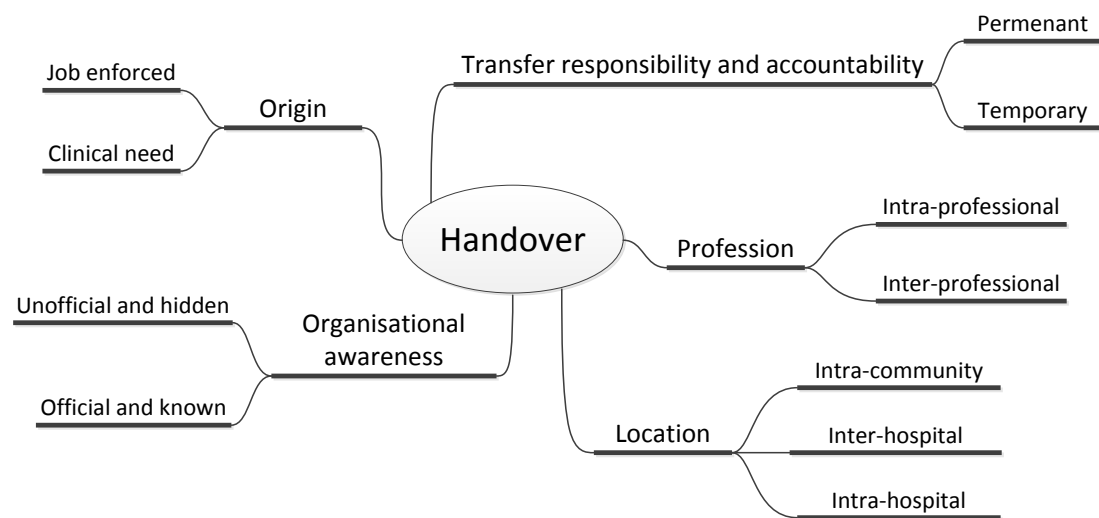 Permenant
Transfer responsibility and accountability
Temporary
Job enforced
Origin
Clinical need
Handover
Intra-professional
Profession
Inter-professional
Unofficial and hidden
Organisational
awareness
Official and known
Intra-community
Location
Inter-hospital
Intra-hospital